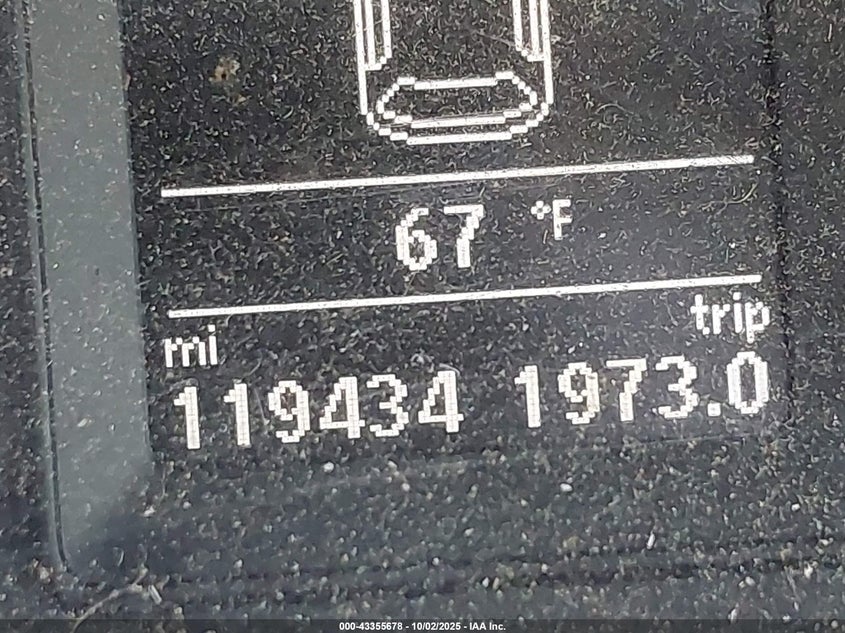 67 °F
mi trip
119434 1973.0
000-43355678 - 10/02/2025 - IAA Inc.